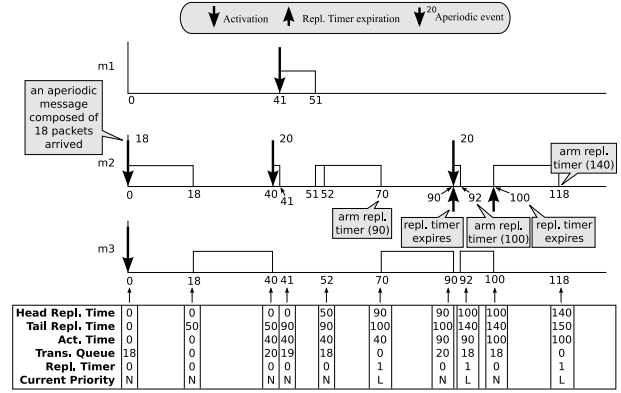 Activation Repl. Timer expiration 20 Aperiodic event
m1
0 41 51
an aperiodic
message
composed of
18 packets
arrived
18 20 20
m2
arm repl.
timer (140)
0 18 40 41 51 52 70 90 92 100 118
arm repl.
timer (90)
repl. timer
expires
arm repl.
timer (100)
repl. timer
expires
m3
0 18 40 41 52 70 90 92 100 118
Head Repl. Time 0 0 0 0 50 90 90 100 100 140
Tail Repl. Time 0 50 50 90 90 100 100 140 140 150
Act. Time 0 0 40 40 40 40 90 90 100 100
Trans. Queue 18 0 20 19 18 0 20 18 18 0
Repl. Timer 0 0 0 0 0 1 0 1 0 1
Current Priority N N N N N L N L N L